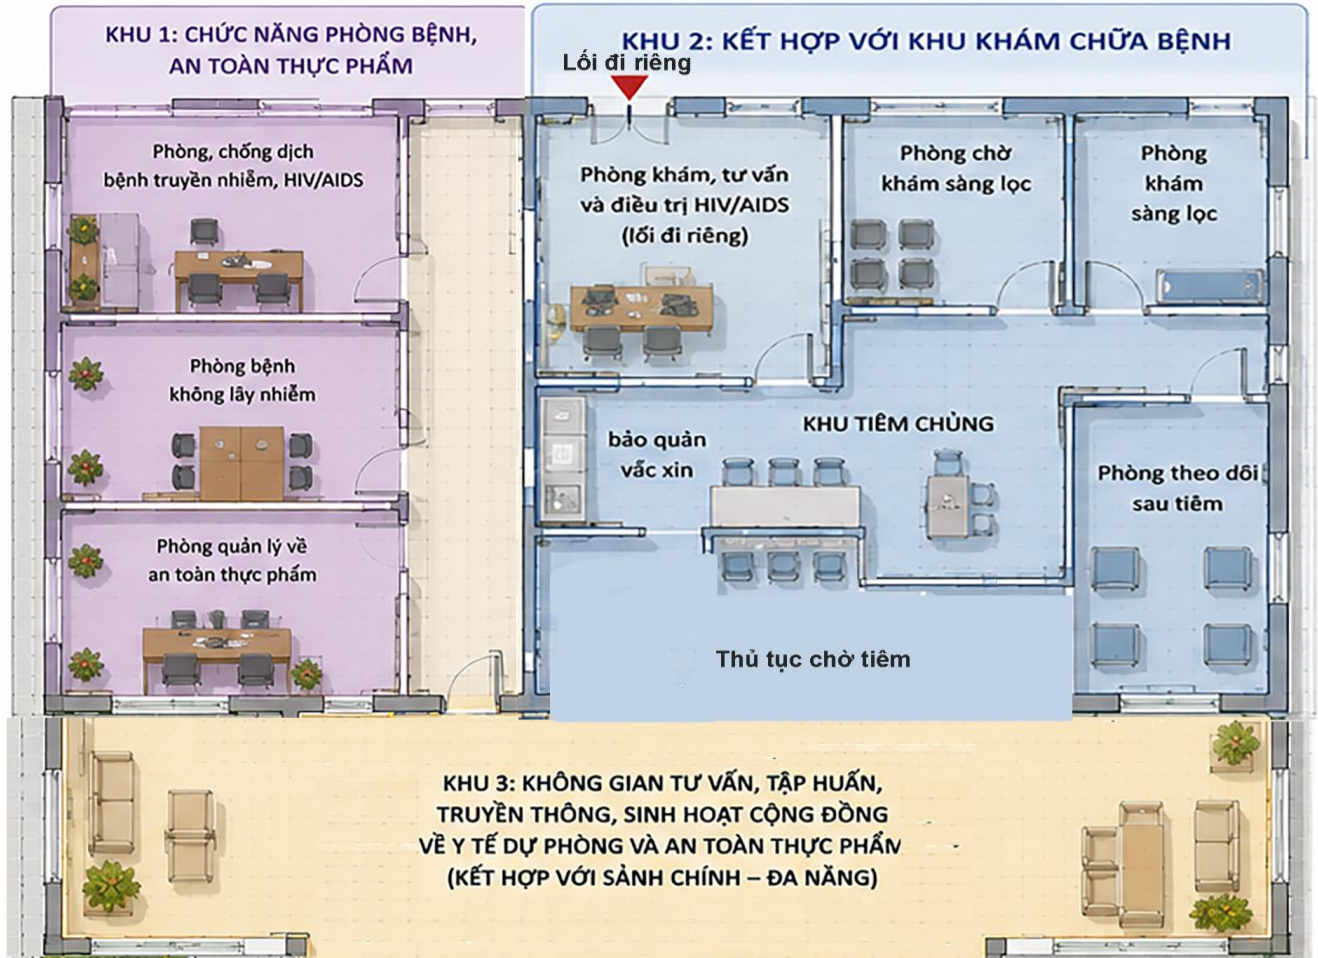 KHU 1: CHỨC NĂNG PHÒNG BỆNH,
AN TOÀN THỰC PHẨM
KHU 2: KẾT HỢP VỚI KHU KHÁM CHỮA BỆNH
Lối đi riêng
Phòng, chống dịch
bệnh truyền nhiễm, HIV/AIDS
Phòng khám, tư vấn
và điều trị HIV/AIDS
(lối đi riêng)
Phòng chờ
khám sàng lọc
Phòng
khám
sàng lọc
Phòng bệnh
không lây nhiễm
bảo quản
vắc xin
KHU TIÊM CHỦNG
Phòng theo dõi
sau tiêm
Phòng quản lý về
an toàn thực phẩm
Thủ tục chờ tiêm
KHU 3: KHÔNG GIAN TƯ VẤN, TẬP HUẤN,
TRUYỀN THÔNG, SINH HOẠT CỘNG ĐỒNG
VỀ Y TẾ DỰ PHÒNG VÀ AN TOÀN THỰC PHẨM
(KẾT HỢP VỚI SẢNH CHÍNH – ĐA NĂNG)